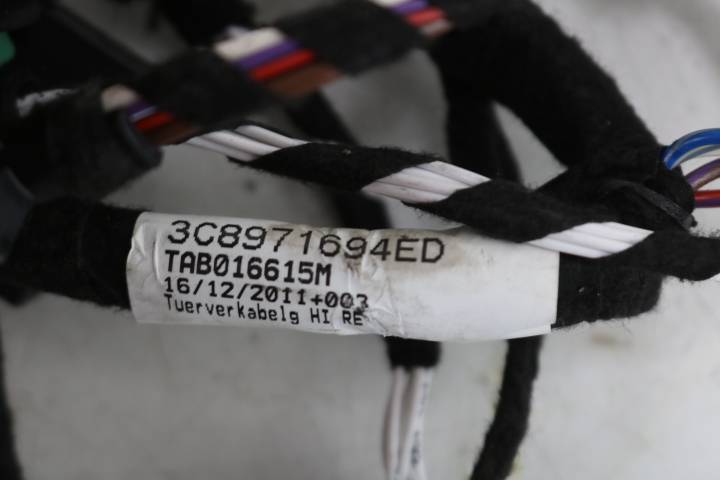 3C8971694ED
TAB016615M
16/12/2011+003
Tuerverkabelg HI RE